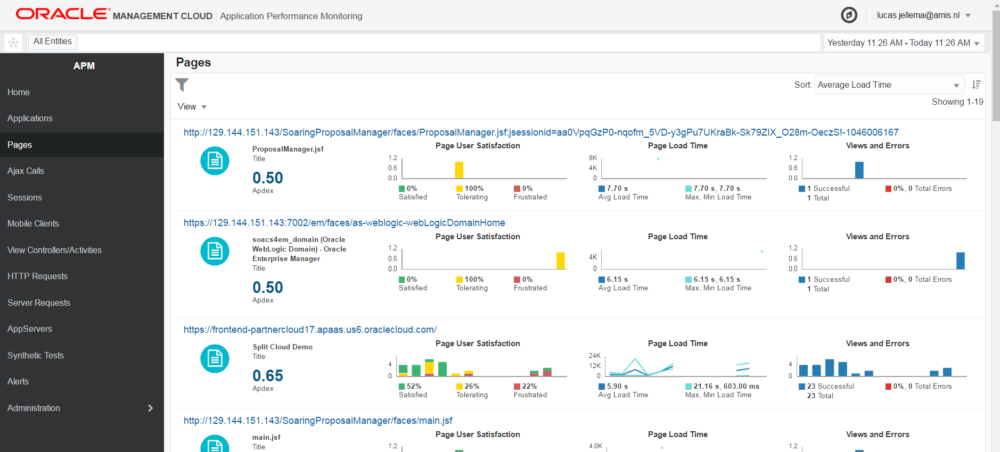 ORACLE MANAGEMENT CLOUD Application Performance Monitoring
lucas.jellema@amis.nl
All Entities
Yesterday 11:26 AM - Today 11:26 AM
APM
Home
Applications
Pages
Ajax Calls
Sessions
Mobile Clients
View Controllers/Activities
HTTP Requests
Server Requests
AppServers
Synthetic Tests
Alerts
Administration
Pages
Sort: Average Load Time
Showing 1-19
View
http://129.144.151.143/SoaringProposalManager/faces/ProposalManager.jsf;jsessionid=aa0VpqGzP0-nqofm_5VD-y3gPu7UKraBk-Sk79ZIX_O28m-OeczS!-1046006167
ProposalManager.jsf
Title
0.50
Apdex
Page User Satisfaction
1.2
0.6
0.0
0% 100% 0%
Satisfied Tolerating Frustrated
Page Load Time
8K
4K
0
7.70 s 7.70 s, 7.70 s
Avg Load Time Max, Min Load Time
Views and Errors
1.2
0.6
0.0
1 Successful 0%, 0 Total Errors
1 Total
https://129.144.151.143:7002/em/faces/as-weblogic-webLogicDomainHome
soacs4em_domain (Oracle
WebLogic Domain) - Oracle
Enterprise Manager
Title
0.50
Apdex
Page User Satisfaction
1.2
0.6
0.0
0% 100% 0%
Satisfied Tolerating Frustrated
Page Load Time
4K
0
6.15 s 6.15 s, 6.15 s
Avg Load Time Max, Min Load Time
Views and Errors
1.2
0.6
0.0
1 Successful 0%, 0 Total Errors
1 Total
https://frontend-partnercloud17.apaas.us6.oraclecloud.com/
Split Cloud Demo
Title
0.65
Apdex
Page User Satisfaction
4
0
52% 26% 22%
Satisfied Tolerating Frustrated
Page Load Time
24K
12K
0
5.90 s 21.16 s, 603.00 ms
Avg Load Time Max, Min Load Time
Views and Errors
4
0
23 Successful 0%, 0 Total Errors
23 Total
http://129.144.151.143/SoaringProposalManager/faces/main.jsf
main.jsf
Title
Page User Satisfaction
1.2
Page Load Time
4.0K
Views and Errors
1.2